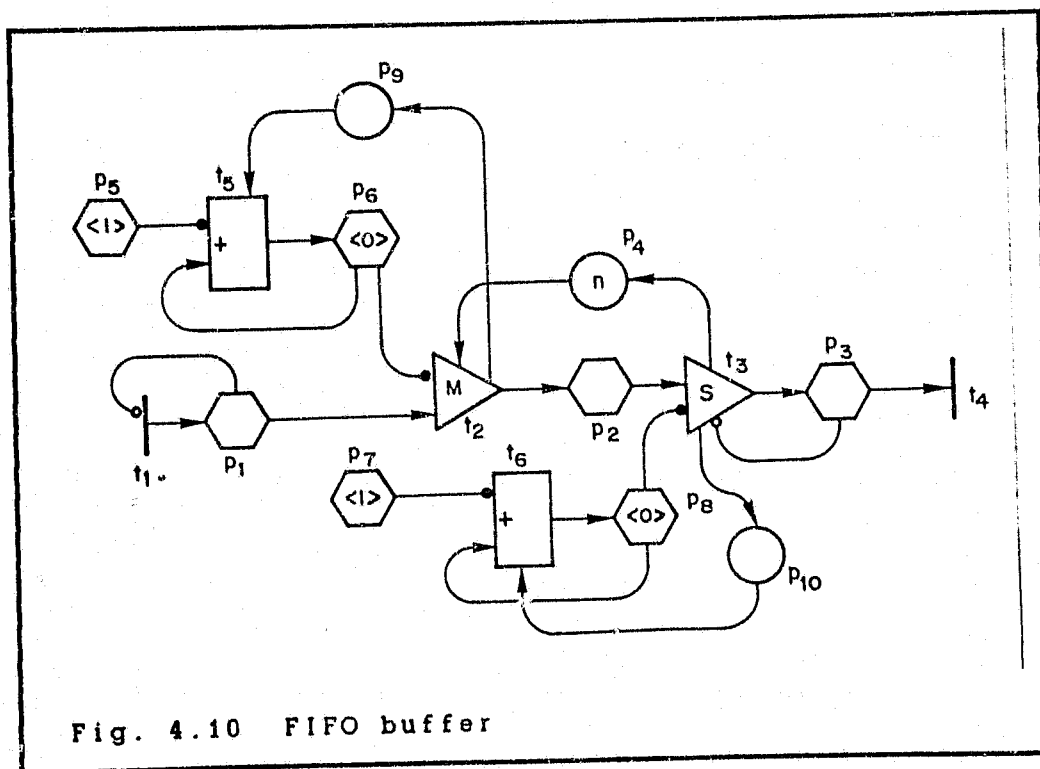 p9
p5
t5
p6
<1>
+
<0>
p4
n
M
t2
p2
t3
S
p3
t4
t1
p1
p7
t6
<1>
+
<0>
p8
p10
Fig. 4.10 FIFO buffer